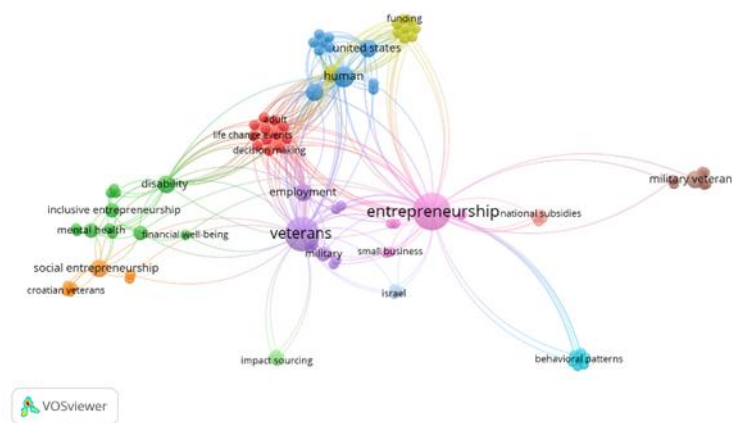 funding
united states
human
adult
life change events
decision making
disability
employment
inclusive entrepreneurship
entrepreneurship
national subsidies
military veteran
mental health
financial well-being
veterans
military
small business
social entrepreneurship
croatian veterans
israel
impact sourcing
behavioral patterns
VOSviewer